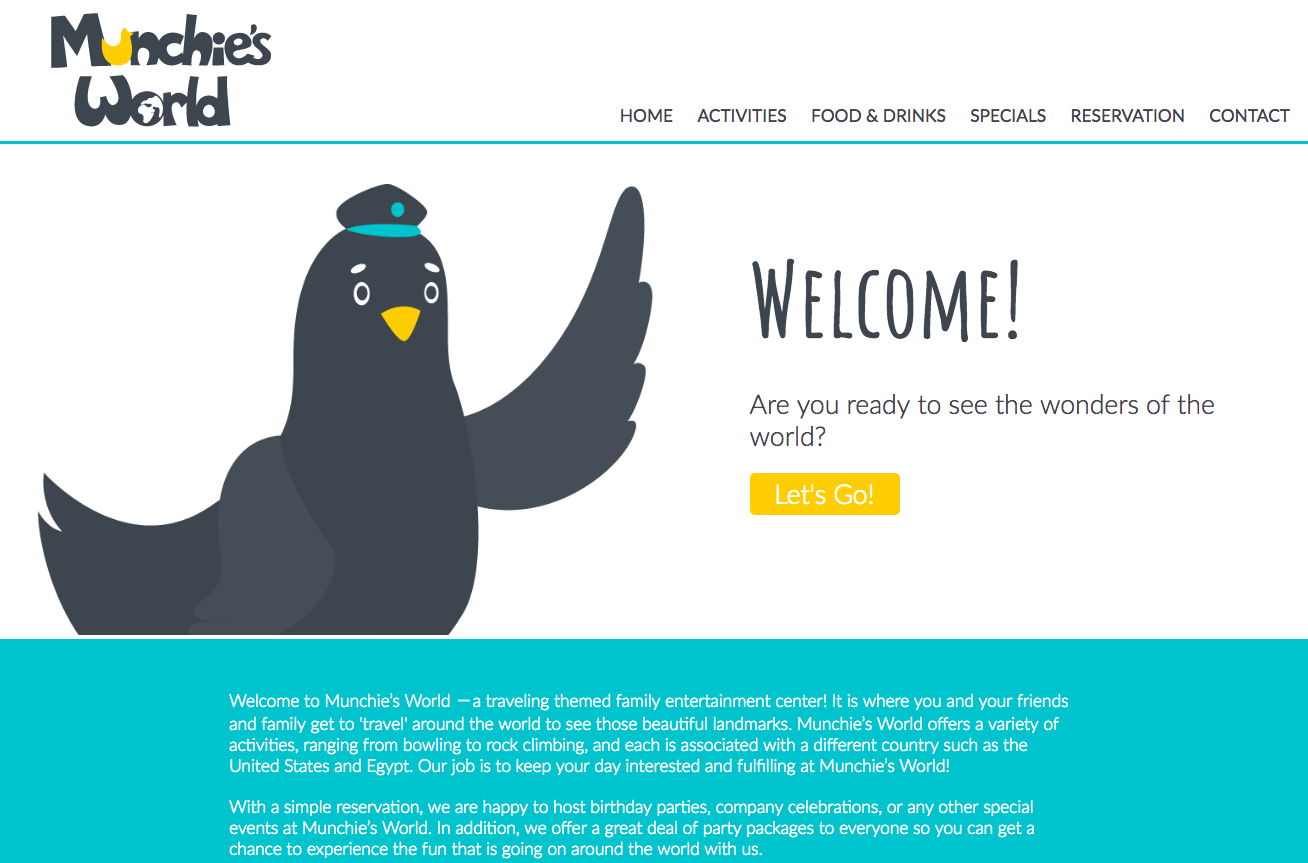 Munchie's
World
HOME ACTIVITIES FOOD & DRINKS SPECIALS RESERVATION CONTACT
WELCOME!
Are you ready to see the wonders of the
world?
Let's Go!
Welcome to Munchie’s World —a traveling themed family entertainment center! It is where you and your friends
and family get to 'travel' around the world to see those beautiful landmarks. Munchie’s World offers a variety of
activities, ranging from bowling to rock climbing, and each is associated with a different country such as the
United States and Egypt. Our job is to keep your day interested and fulfilling at Munchie’s World!
With a simple reservation, we are happy to host birthday parties, company celebrations, or any other special
events at Munchie’s World. In addition, we offer a great deal of party packages to everyone so you can get a
chance to experience the fun that is going on around the world with us.